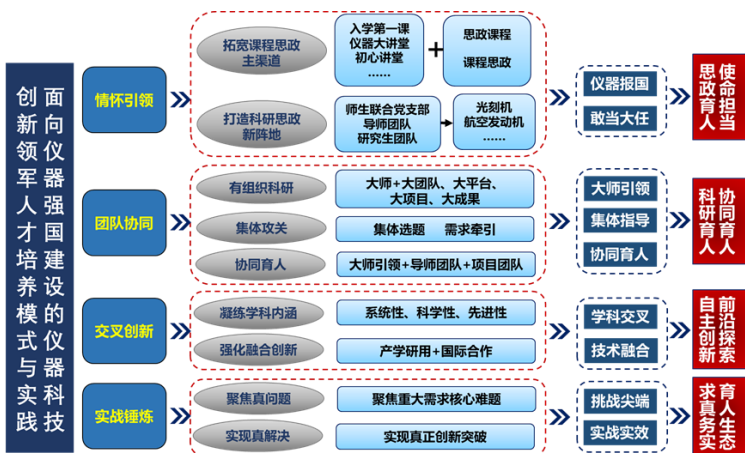 面向仪器强国建设的仪器科技
创新领军人才培养模式与实践
情怀引领
拓宽课程思政
主渠道
入学第一课
仪器大讲堂
初心讲堂
……
+
思政课程
课程思政
打造科研思政
新阵地
师生联合党支部
导师团队
研究生团队
光刻机
航空发动机
……
仪器报国
敢当大任
使命担当
思政育人
团队协同
有组织科研
大师+大团队、大平台、
大项目、大成果
集体攻关
集体选题 需求牵引
协同育人
大师引领+导师团队+项目团队
大师引领
集体指导
协同育人
协同育人
科研育人
交叉创新
凝练学科内涵
系统性、科学性、先进性
强化融合创新
产学研用+国际合作
学科交叉
技术融合
前沿探索
自主创新
实战锤炼
聚焦真问题
聚焦重大需求核心难题
实现真解决
实现真正创新突破
挑战尖端
实战实效
育人生态
求真务实